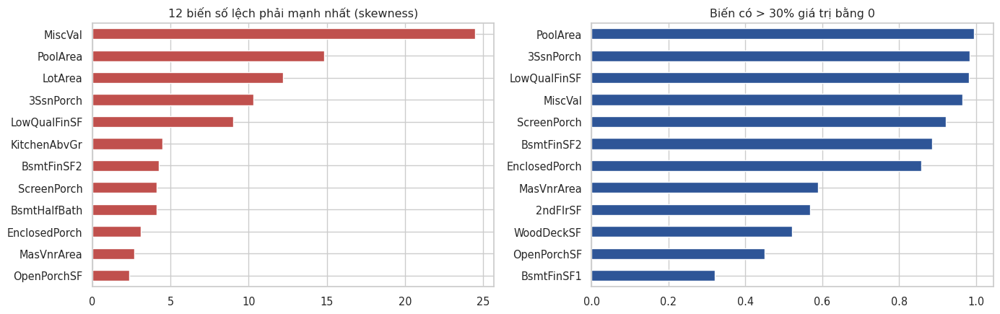 12 biến số lệch phải mạnh nhất (skewness)
MiscVal
PoolArea
LotArea
3SsnPorch
LowQualFinSF
KitchenAbvGr
BsmtFinSF2
ScreenPorch
BsmtHalfBath
EnclosedPorch
MasVnrArea
OpenPorchSF
0 5 10 15 20 25
Biến có > 30% giá trị bằng 0
PoolArea
3SsnPorch
LowQualFinSF
MiscVal
ScreenPorch
BsmtFinSF2
EnclosedPorch
MasVnrArea
2ndFlrSF
WoodDeckSF
OpenPorchSF
BsmtFinSF1
0.0 0.2 0.4 0.6 0.8 1.0